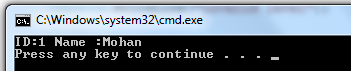 C:\Windows\system32\cmd.exe
ID:1 Name :Mohan
Press any key to continue . . .